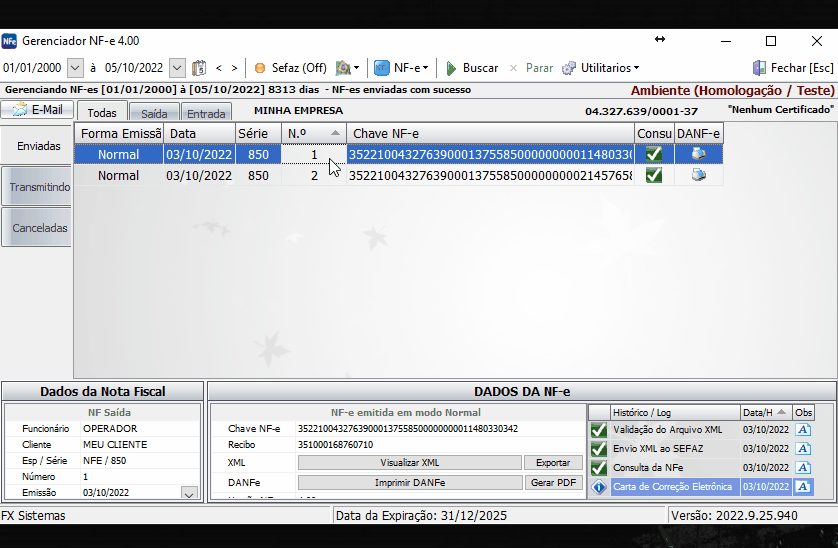 NFe Gerenciador NF-e 4.00
01/01/2000 à 05/10/2022 < > Sefaz (Off) NF-e Buscar × Parar Utilitarios Fechar [Esc]
Gerenciando NF-es [01/01/2000] à [05/10/2022] 8313 dias - NF-es enviadas com sucesso Ambiente (Homologação / Teste)
E-Mail Todas Saída Entrada MINHA EMPRESA 04.327.639/0001-37 "Nenhum Certificado"
Forma Emissã Data Série N.º Chave NF-e Consu DANF-e
Enviadas
Normal 03/10/2022 850 1
Normal 03/10/2022 850 2
Transmitindo
Canceladas
Dados da Nota Fiscal
NF Saída
Funcionário OPERADOR
Cliente MEU CLIENTE
Esp / Série NFE / 850
Número 1
Emissão 03/10/2022
DADOS DA NF-e
NF-e emitida em modo Normal
Chave NF-e
Recibo 351000168760710
XML Visualizar XML Exportar
DANFe Imprimir DANFe Gerar PDF
Histórico / Log Data/H Obs
Validação do Arquivo XML 03/10/2022 A
Envio XML ao SEFAZ 03/10/2022 A
Consulta da NFe 03/10/2022 A
Carta de Correção Eletrônica 03/10/2022 A
FX Sistemas Data da Expiração: 31/12/2025 Versão: 2022.9.25.940